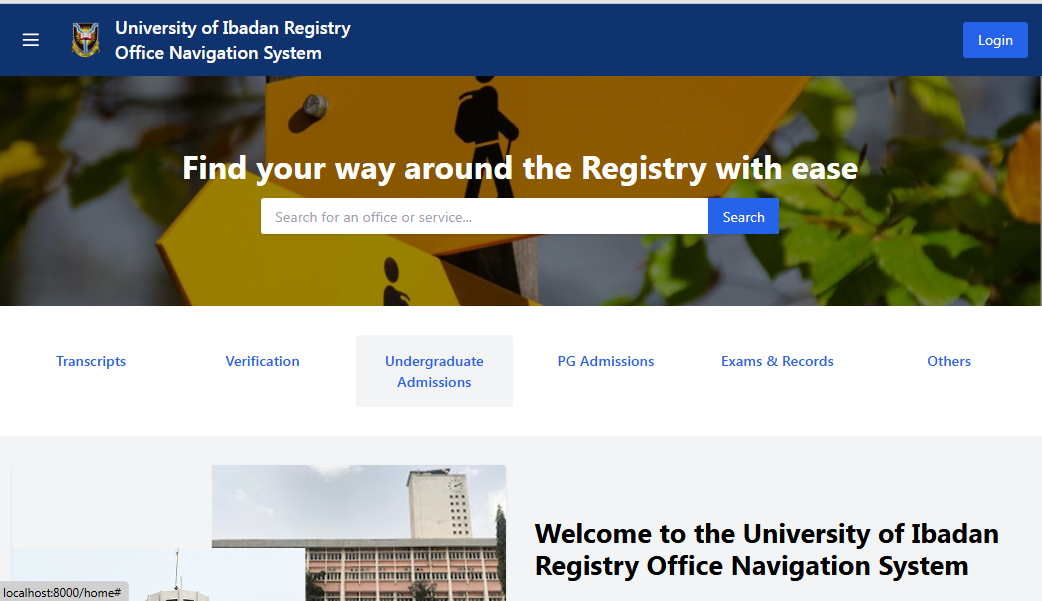 University of Ibadan Registry
Office Navigation System
Login
Find your way around the Registry with ease
Search for an office or service...
Search
Transcripts
Verification
Undergraduate
Admissions
PG Admissions
Exams & Records
Others
Welcome to the University of Ibadan
Registry Office Navigation System
localhost:8000/home#